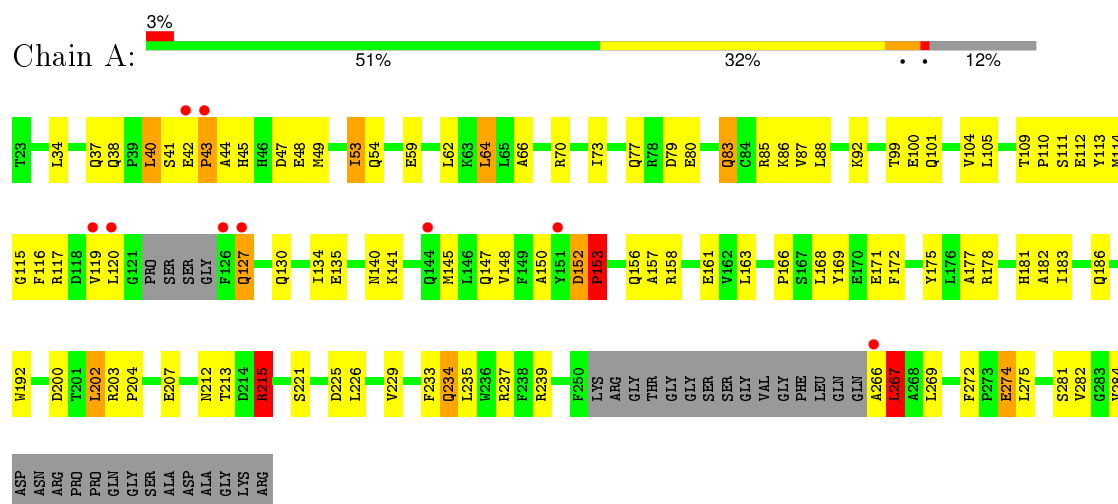 3%
Chain A:
51% 32% • • 12%
T23 L34 Q37 Q38 P39 L40 S41 E42 P43 A44 H45 H46 D47 E48 M49 I53 Q54 E59 L62 K63 L64 L65 A66 R70 I73 Q77 R78 D79 E80 Q83 C84 R85 K86 V87 L88 K92 T99 E100 Q101 V104 L105 T109 P110 S111 E112 Y113 M114
G115 F116 R117 D118 V119 L120 G121 PRO SER SER GLY F126 Q127 Q130 I134 E135 N140 K141 Q144 M145 L146 Q147 V148 F149 A150 Y151 D152 P153 Q156 A157 R158 E161 V162 L163 P166 S167 L168 Y169 E170 E171 F172 Y175 L176 A177 R178 H181 A182 I183 Q186
W192 D200 T201 L202 R203 P204 E207 N212 T213 D214 R215 S221 D225 L226 V229 F233 Q234 L235 W236 R237 F238 R239 F250 LYS ARG GLY THR GLY GLY SER SER GLY VAL GLY PHE LEU GLN GLN A266 L267 A268 L269 F272 P273 E274 L275 S281 V282 G283 V284
ASP ASN ARG PRO PRO GLN GLY SER ALA ASP ALA GLY LYS ARG